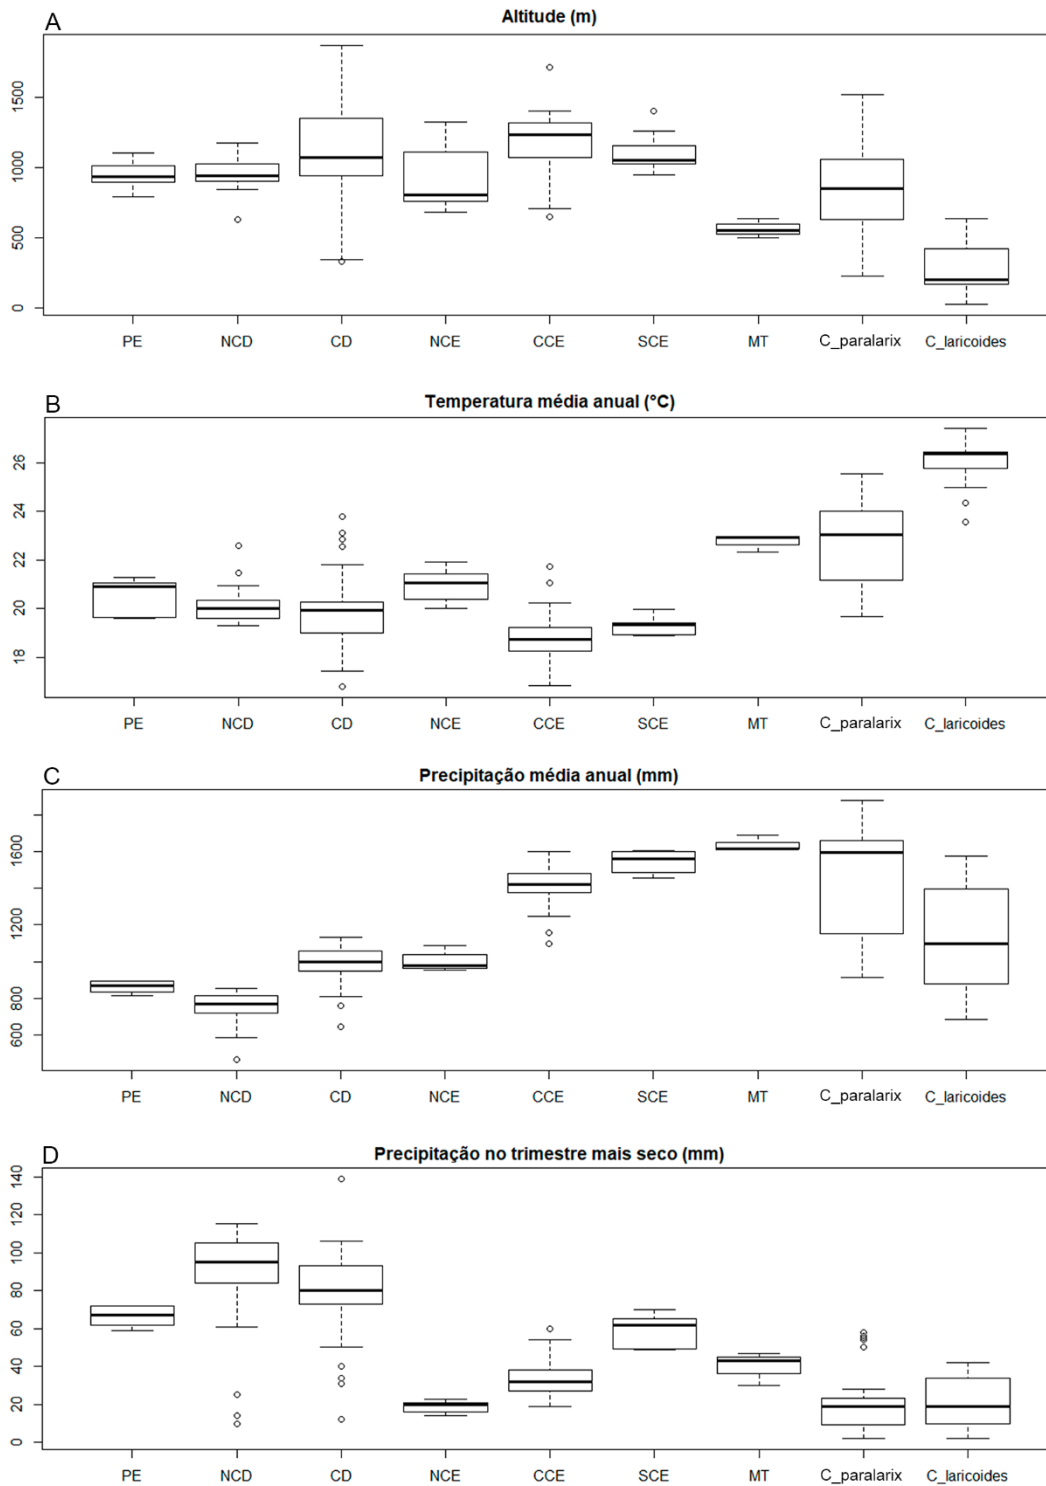 A
Altitude (m)
1500
1000
500
0
PE NCD CD NCE CCE SCE MT C_paralarix C_laricoides
B
Temperatura média anual (°C)
26
24
22
20
18
PE NCD CD NCE CCE SCE MT C_paralarix C_laricoides
C
Precipitação média anual (mm)
1600
1200
800
600
PE NCD CD NCE CCE SCE MT C_paralarix C_laricoides
D
Precipitação no trimestre mais seco (mm)
140
120
100
80
60
40
20
0
PE NCD CD NCE CCE SCE MT C_paralarix C_laricoides